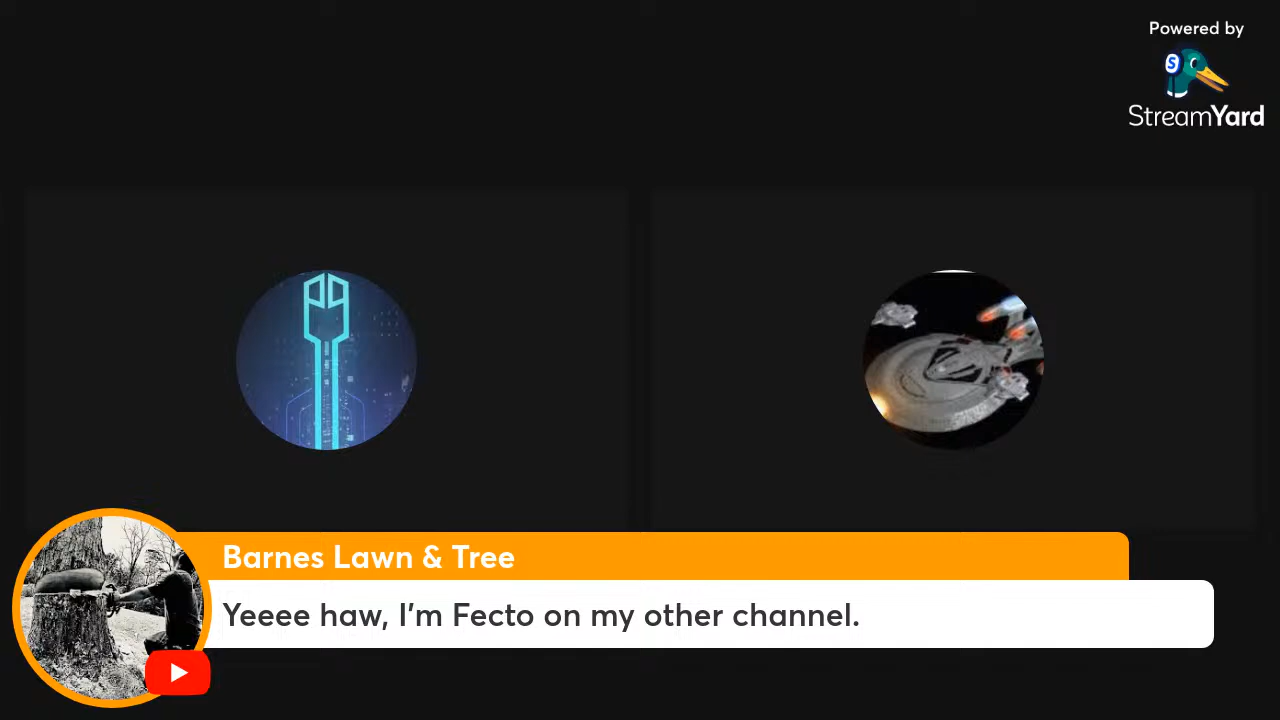 Powered by
S
StreamYard
Barnes Lawn & Tree
Yeeee haw, I'm Fecto on my other channel.